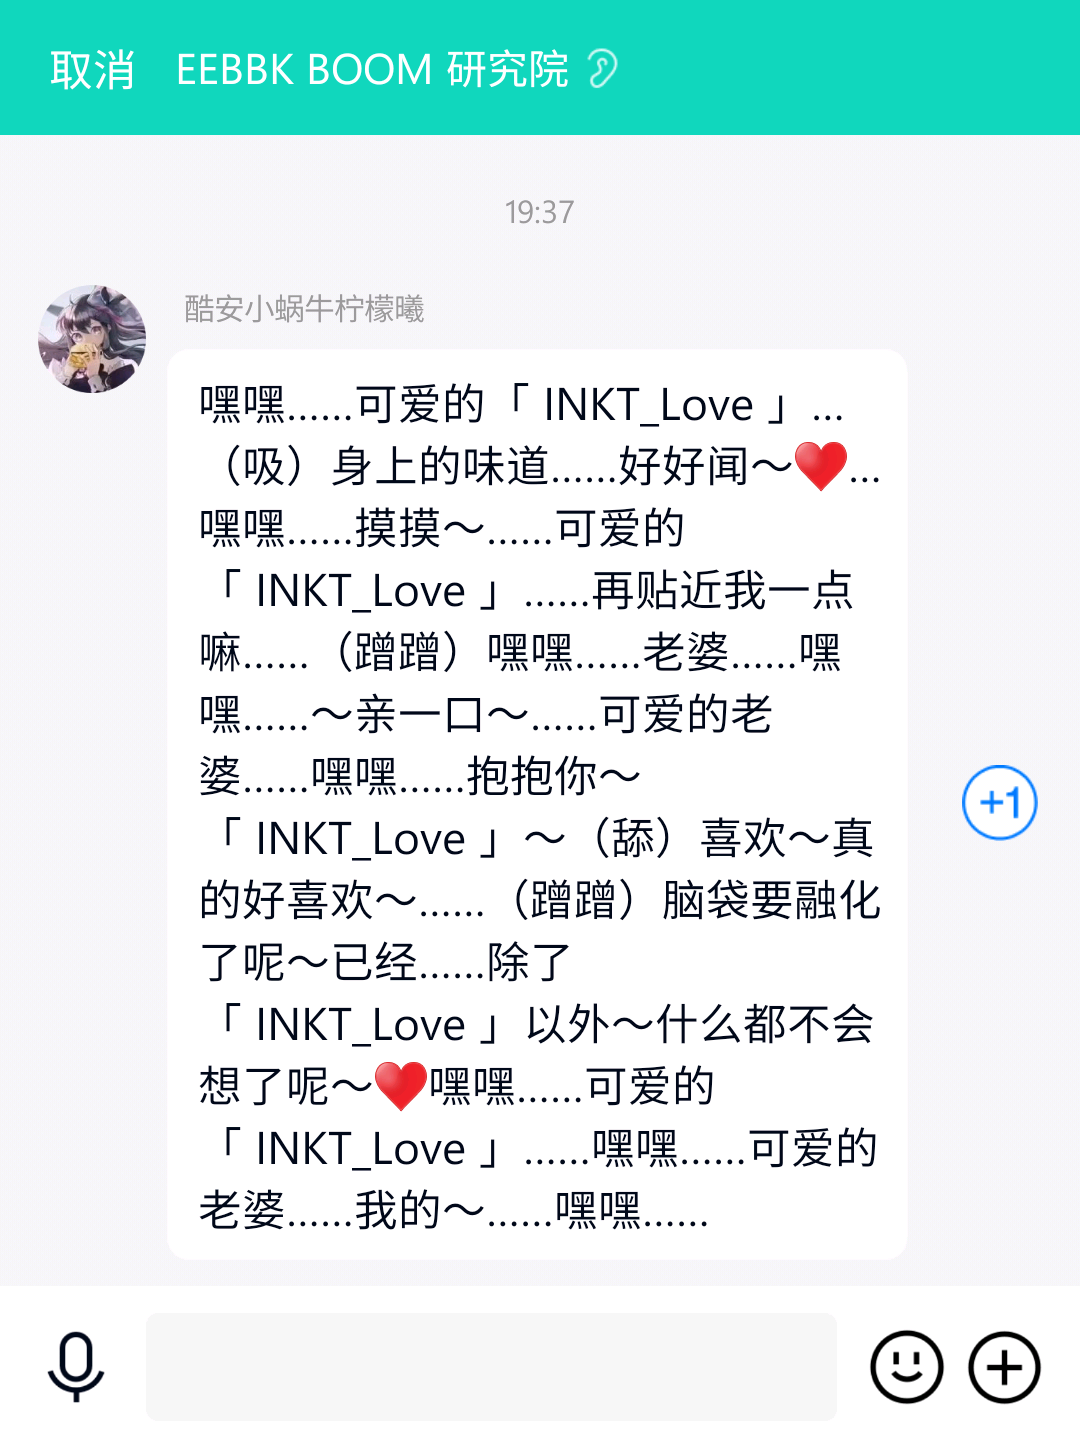 取消 EEBBK BOOM 研究院
19:37
酷安小蜗牛柠檬曦
嘿嘿……可爱的「 INKT_Love 」…
（吸）身上的味道……好好闻～♥️…
嘿嘿……摸摸～……可爱的
「 INKT_Love 」……再贴近我一点
嘛……（蹭蹭）嘿嘿……老婆……嘿
嘿……～亲一口～……可爱的老
婆……嘿嘿……抱抱你～
「 INKT_Love 」～（舔）喜欢～真
的好喜欢～……（蹭蹭）脑袋要融化
了呢～已经……除了
「 INKT_Love 」以外～什么都不会
想了呢～♥️嘿嘿……可爱的
「 INKT_Love 」……嘿嘿……可爱的
老婆……我的～……嘿嘿……
+1